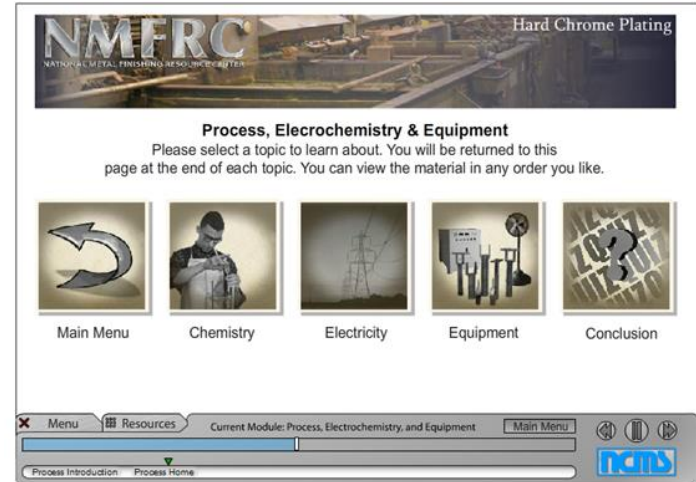 NMFRC
NATIONAL METAL FINISHING RESOURCE CENTER
Hard Chrome Plating
Process, Elecrochemistry & Equipment
Please select a topic to learn about. You will be returned to this
page at the end of each topic. You can view the material in any order you like.
QUIZ
?
Main Menu
Chemistry
Electricity
Equipment
Conclusion
Menu
Resources
Current Module: Process, Electrochemistry, and Equipment
Main Menu
Process Introduction
Process Home
ncms